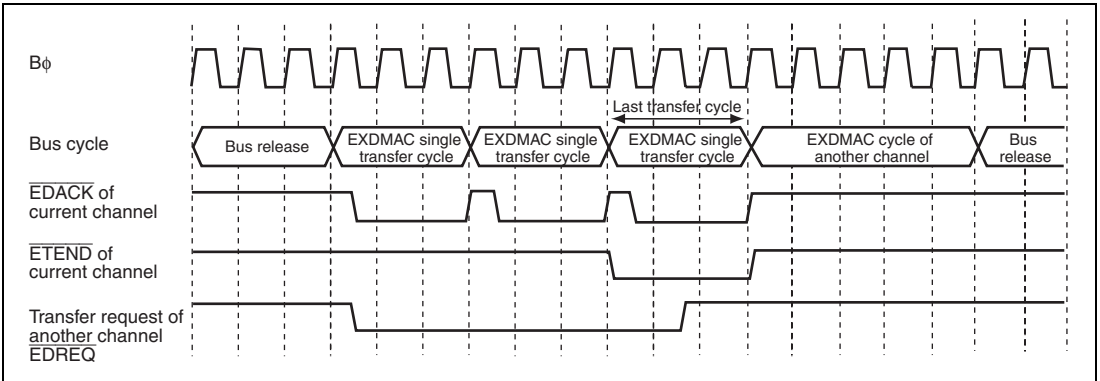 Bφ
Last transfer cycle
Bus cycle
Bus release
EXDMAC single
transfer cycle
EXDMAC single
transfer cycle
EXDMAC single
transfer cycle
EXDMAC cycle of
another channel
Bus
release
EDACK of
current channel
ETEND of
current channel
Transfer request of
another channel
EDREQ